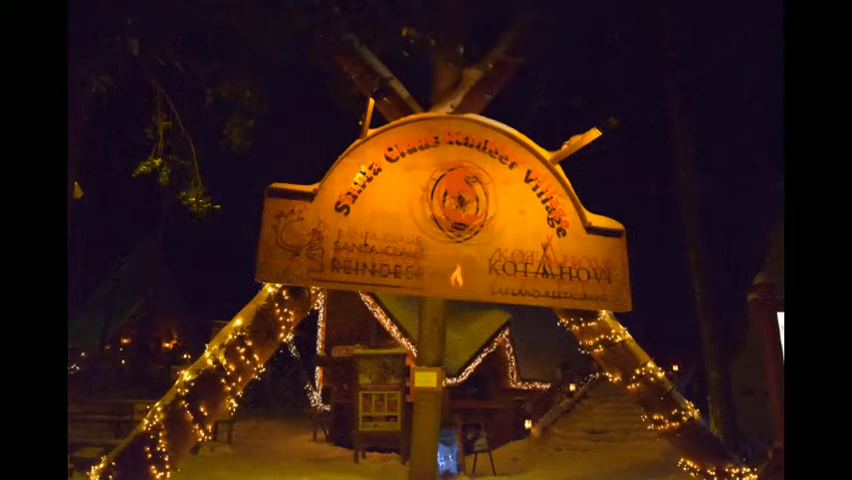 Santa Claus Reindeer Village
SANTA CLAUS
REINDEER
KOTAHOVI
LAPLAND RESTAURANT